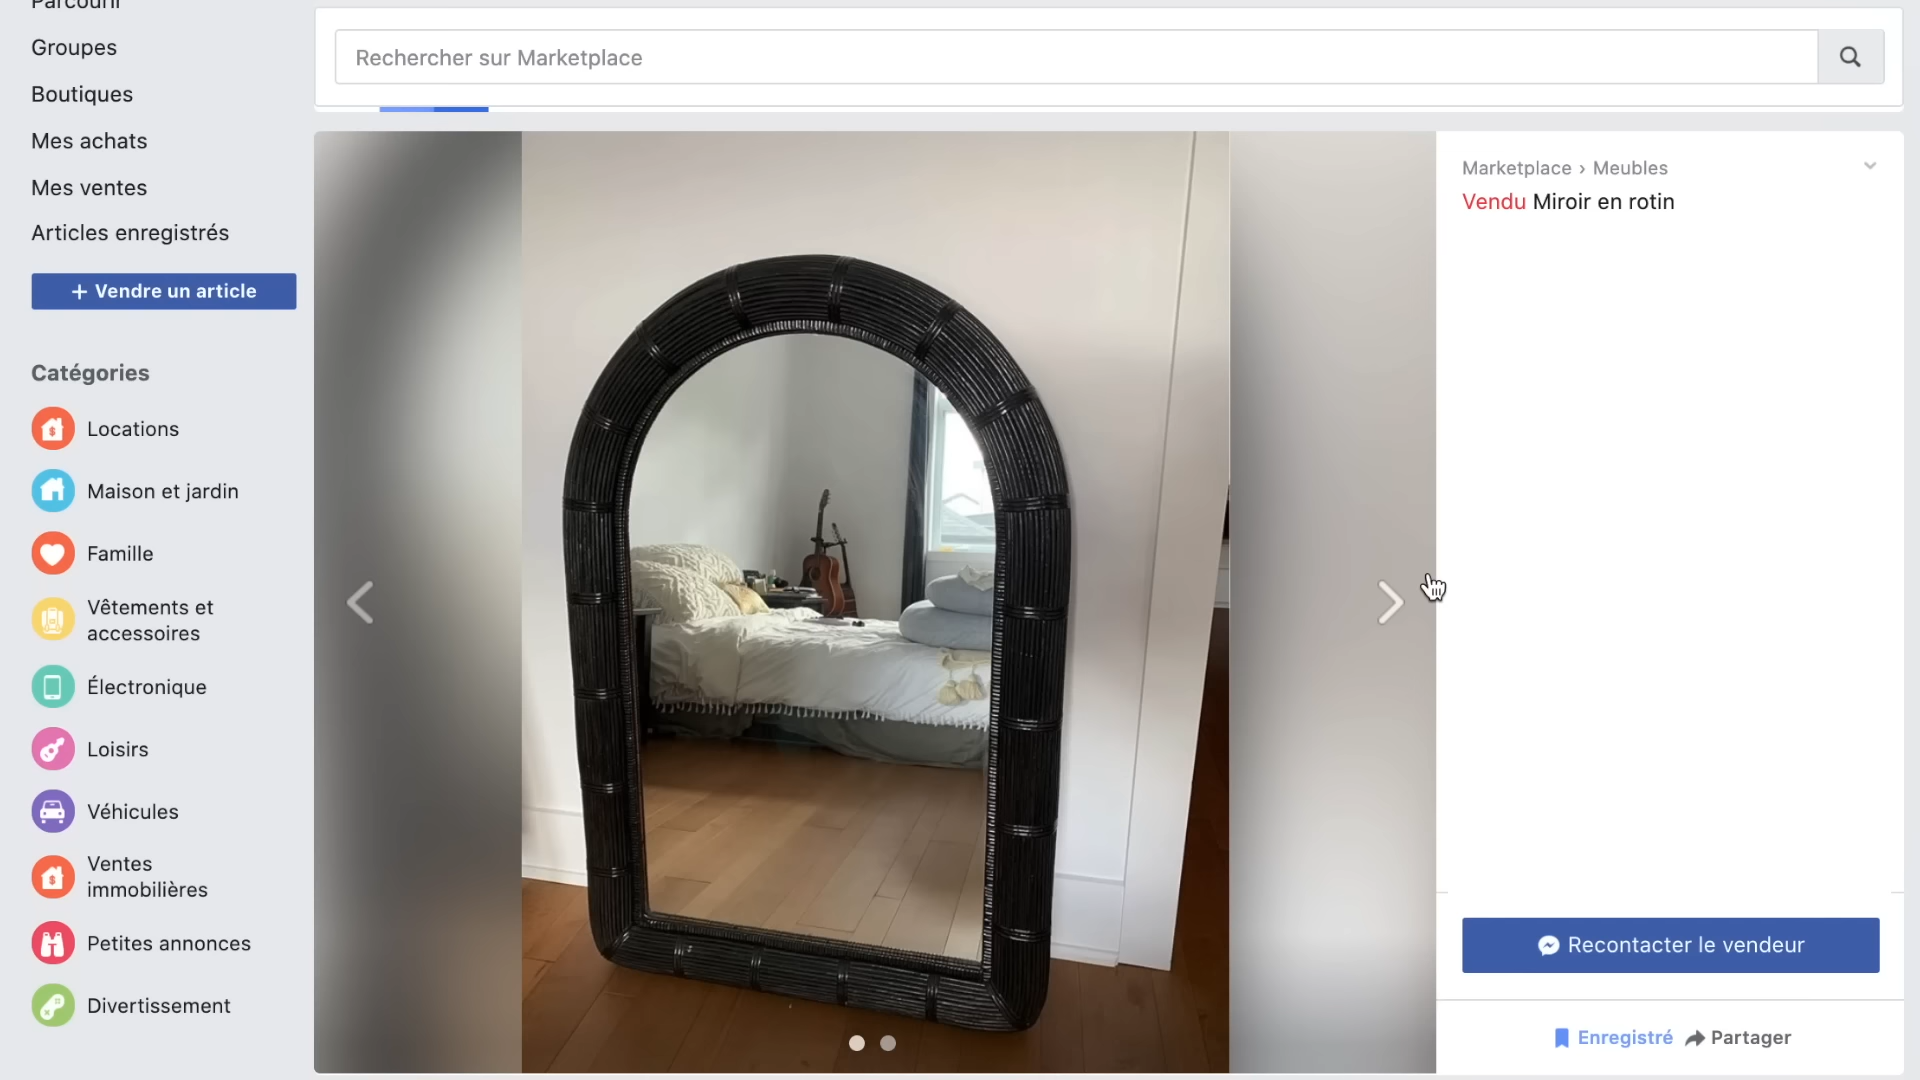 Groupes
Boutiques
Mes achats
Mes ventes
Articles enregistrés
+ Vendre un article
Catégories
Locations
Maison et jardin
Famille
Vêtements et
accessoires
Électronique
Loisirs
Véhicules
Ventes
immobilières
Petites annonces
Divertissement
Rechercher sur Marketplace
Marketplace › Meubles
Vendu Miroir en rotin
Recontacter le vendeur
Enregistré Partager